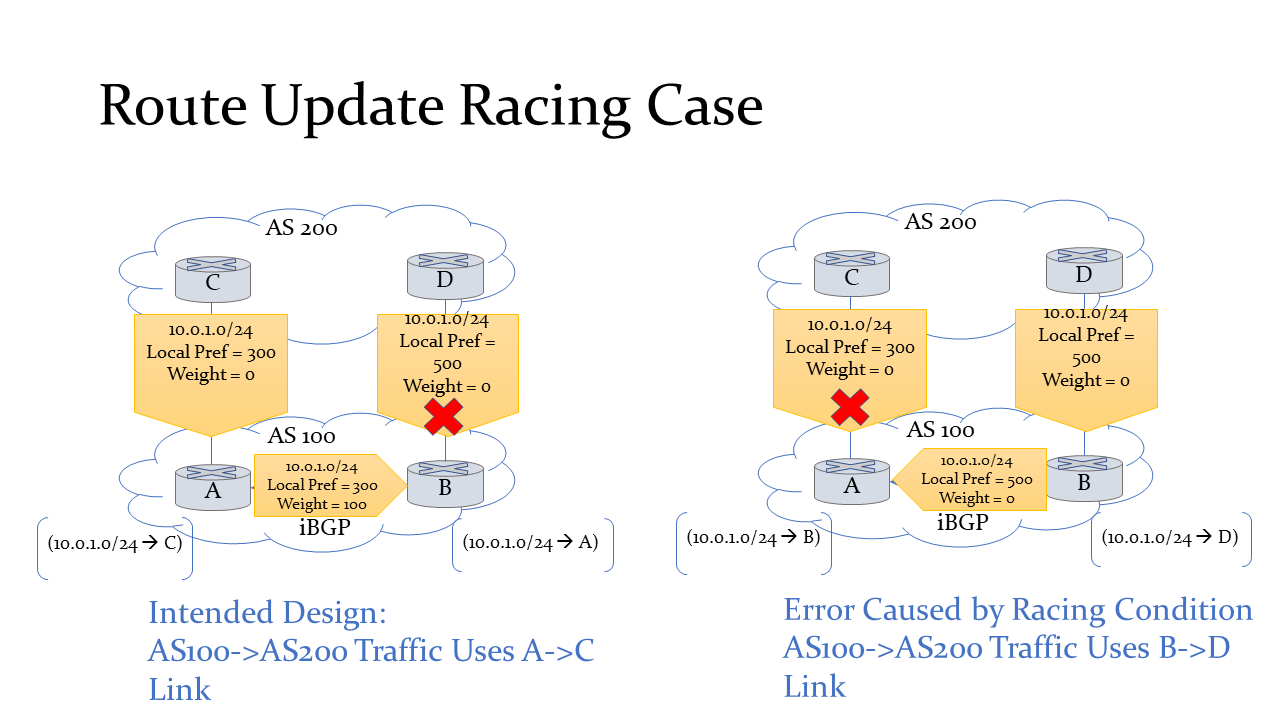 Route Update Racing Case
AS 200
C
D
10.0.1.0/24
Local Pref = 300
Weight = 0
10.0.1.0/24
Local Pref =
500
Weight = 0
AS 100
A
10.0.1.0/24
Local Pref = 300
Weight = 100
B
iBGP
(10.0.1.0/24 → C)
(10.0.1.0/24 → A)
Intended Design:
AS100->AS200 Traffic Uses A->C
Link
AS 200
C
D
10.0.1.0/24
Local Pref = 300
Weight = 0
10.0.1.0/24
Local Pref =
500
Weight = 0
AS 100
A
10.0.1.0/24
Local Pref = 500
Weight = 0
B
iBGP
(10.0.1.0/24 → B)
(10.0.1.0/24 → D)
Error Caused by Racing Condition
AS100->AS200 Traffic Uses B->D
Link